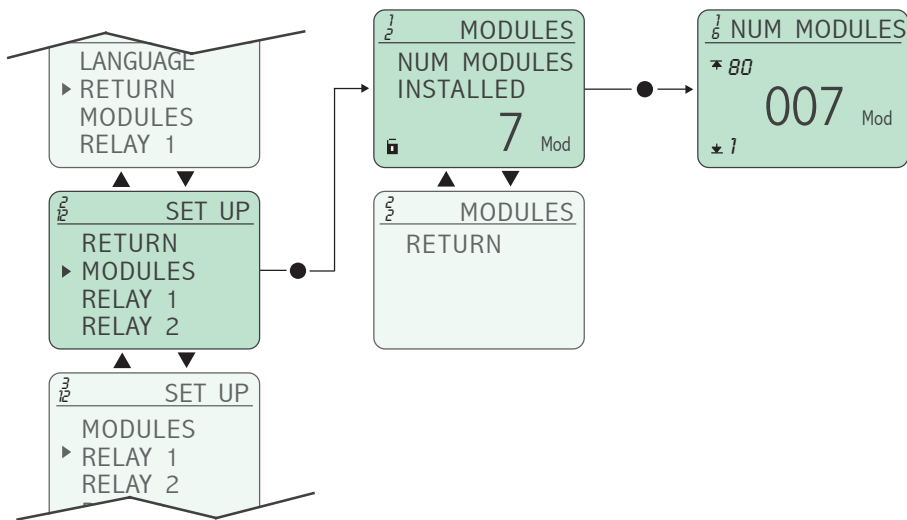 LANGUAGE
RETURN
MODULES
RELAY 1
2
12 SET UP
RETURN
MODULES
RELAY 1
RELAY 2
3
12 SET UP
MODULES
RELAY 1
RELAY 2
1
2 MODULES
NUM MODULES
INSTALLED
7 Mod
2
2 MODULES
RETURN
1
6 NUM MODULES
80
007 Mod
1